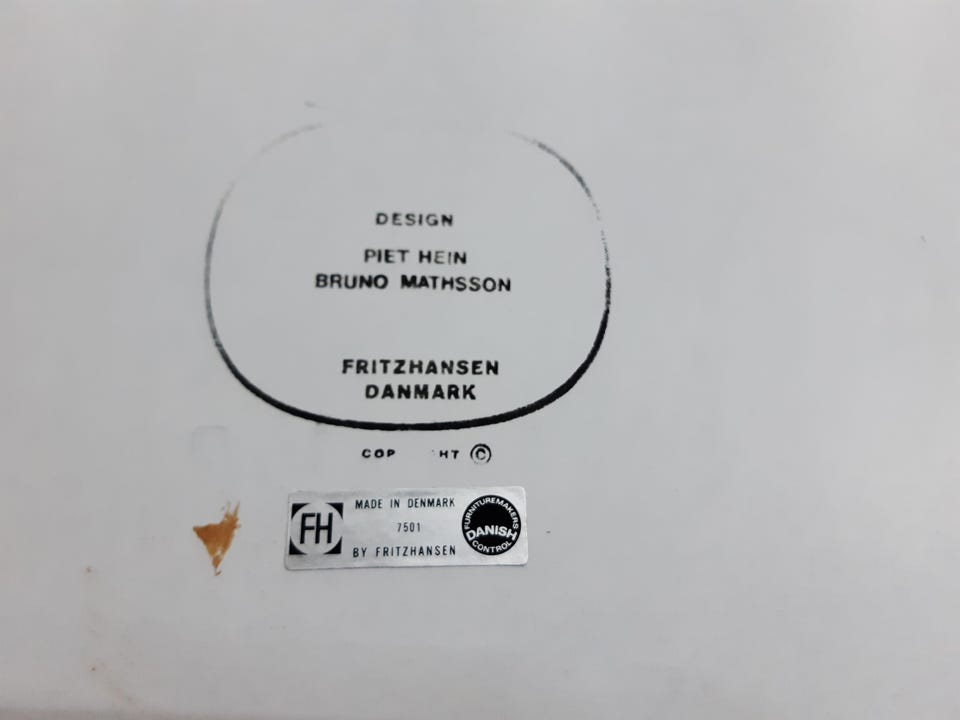 DESIGN
PIET HEIN
BRUNO MATHSSON
FRITZHANSEN
DANMARK
COP HT ©
FH
MADE IN DENMARK
7501
BY FRITZHANSEN
FURNITUREMAKERS
DANISH
CONTROL